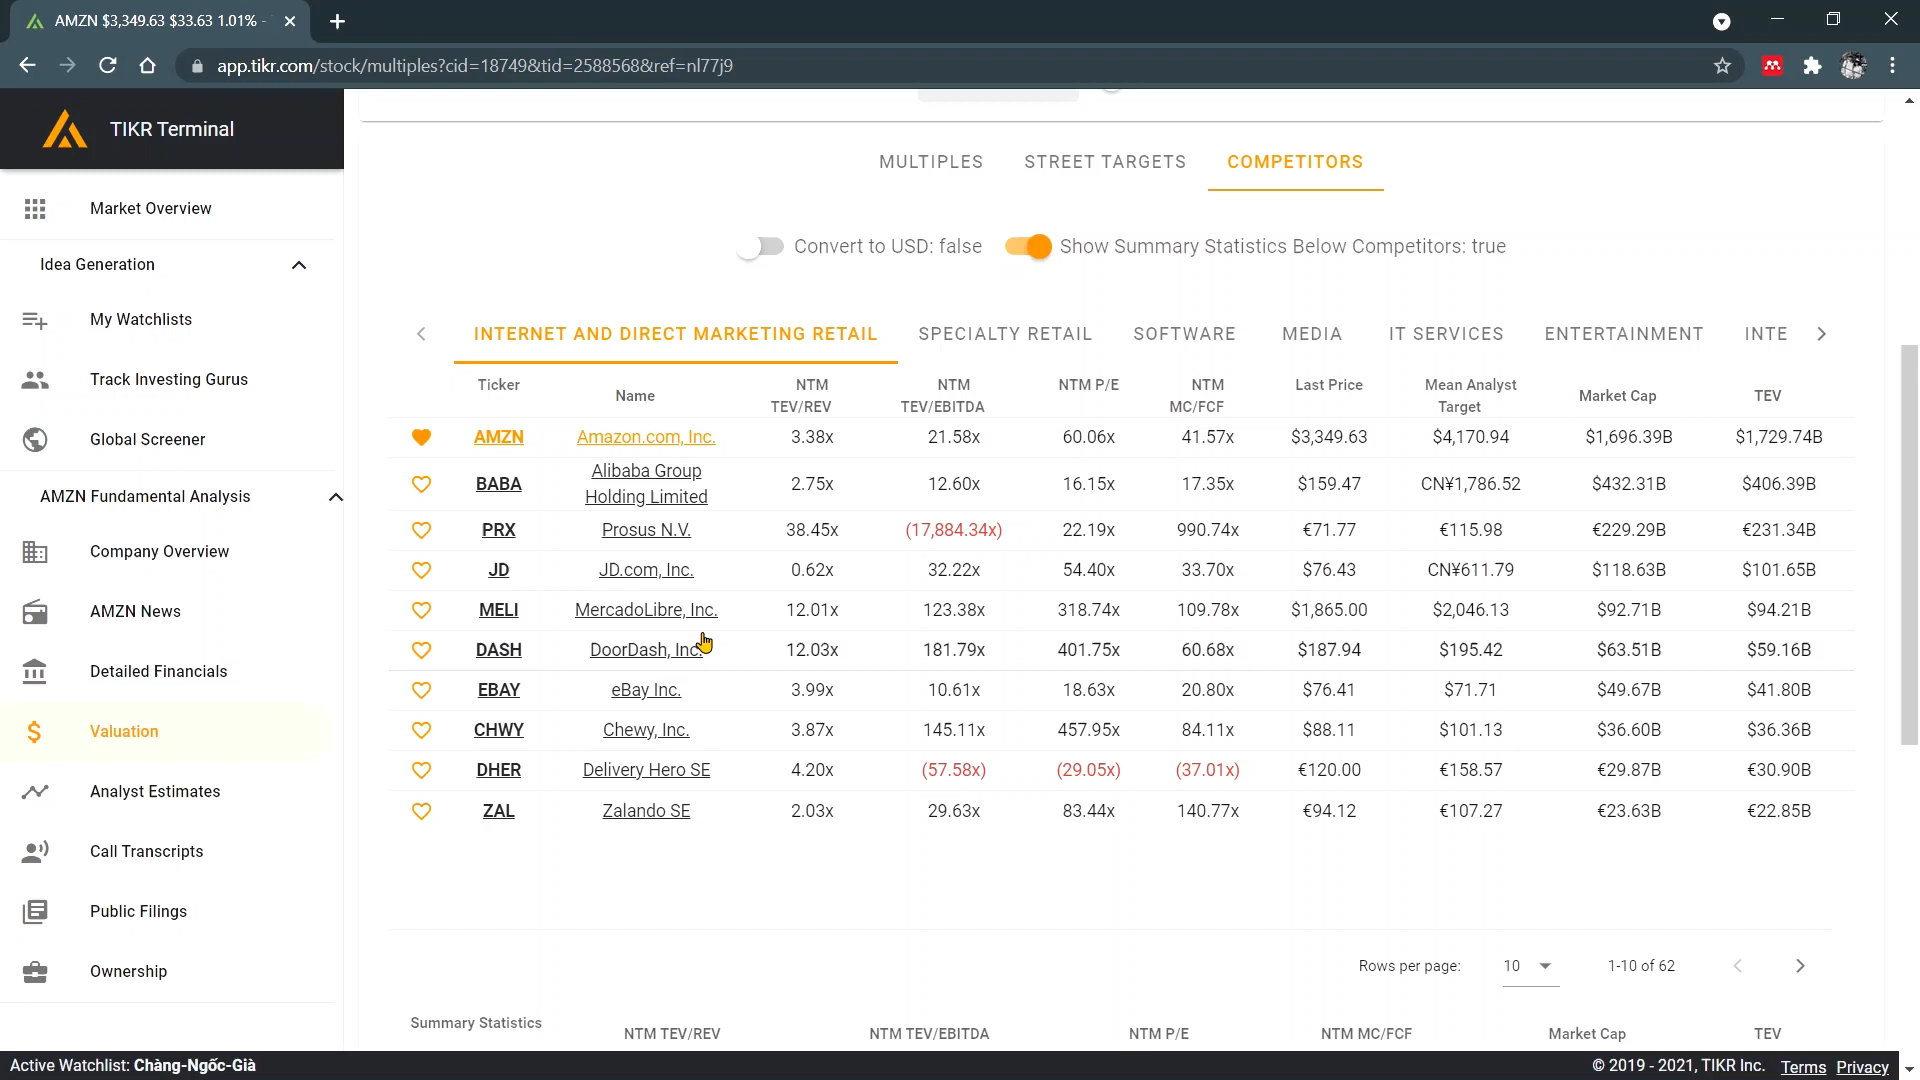 AMZN $3,349.63 $33.63 1.01% -
app.tikr.com/stock/multiples?cid=18749&tid=2588568&ref=nl77j9
TIKR Terminal
Market Overview
Idea Generation
My Watchlists
Track Investing Gurus
Global Screener
AMZN Fundamental Analysis
Company Overview
AMZN News
Detailed Financials
Valuation
Analyst Estimates
Call Transcripts
Public Filings
Ownership
MULTIPLES STREET TARGETS COMPETITORS
Convert to USD: false Show Summary Statistics Below Competitors: true
INTERNET AND DIRECT MARKETING RETAIL SPECIALTY RETAIL SOFTWARE MEDIA IT SERVICES ENTERTAINMENT INTE
Ticker Name NTM TEV/REV NTM TEV/EBITDA NTM P/E NTM MC/FCF Last Price Mean Analyst Target Market Cap TEV
AMZN Amazon.com, Inc. 3.38x 21.58x 60.06x 41.57x $3,349.63 $4,170.94 $1,696.39B $1,729.74B
BABA Alibaba Group Holding Limited 2.75x 12.60x 16.15x 17.35x $159.47 CN¥1,786.52 $432.31B $406.39B
PRX Prosus N.V. 38.45x (17,884.34x) 22.19x 990.74x €71.77 €115.98 €229.29B €231.34B
JD JD.com, Inc. 0.62x 32.22x 54.40x 33.70x $76.43 CN¥611.79 $118.63B $101.65B
MELI MercadoLibre, Inc. 12.01x 123.38x 318.74x 109.78x $1,865.00 $2,046.13 $92.71B $94.21B
DASH DoorDash, Inc. 12.03x 181.79x 401.75x 60.68x $187.94 $195.42 $63.51B $59.16B
EBAY eBay Inc. 3.99x 10.61x 18.63x 20.80x $76.41 $71.71 $49.67B $41.80B
CHWY Chewy, Inc. 3.87x 145.11x 457.95x 84.11x $88.11 $101.13 $36.60B $36.36B
DHER Delivery Hero SE 4.20x (57.58x) (29.05x) (37.01x) €120.00 €158.57 €29.87B €30.90B
ZAL Zalando SE 2.03x 29.63x 83.44x 140.77x €94.12 €107.27 €23.63B €22.85B
Rows per page: 10 1-10 of 62
Summary Statistics NTM TEV/REV NTM TEV/EBITDA NTM P/E NTM MC/FCF Market Cap TEV
Active Watchlist: Chàng-Ngốc-Già © 2019 - 2021, TIKR Inc. Terms Privacy